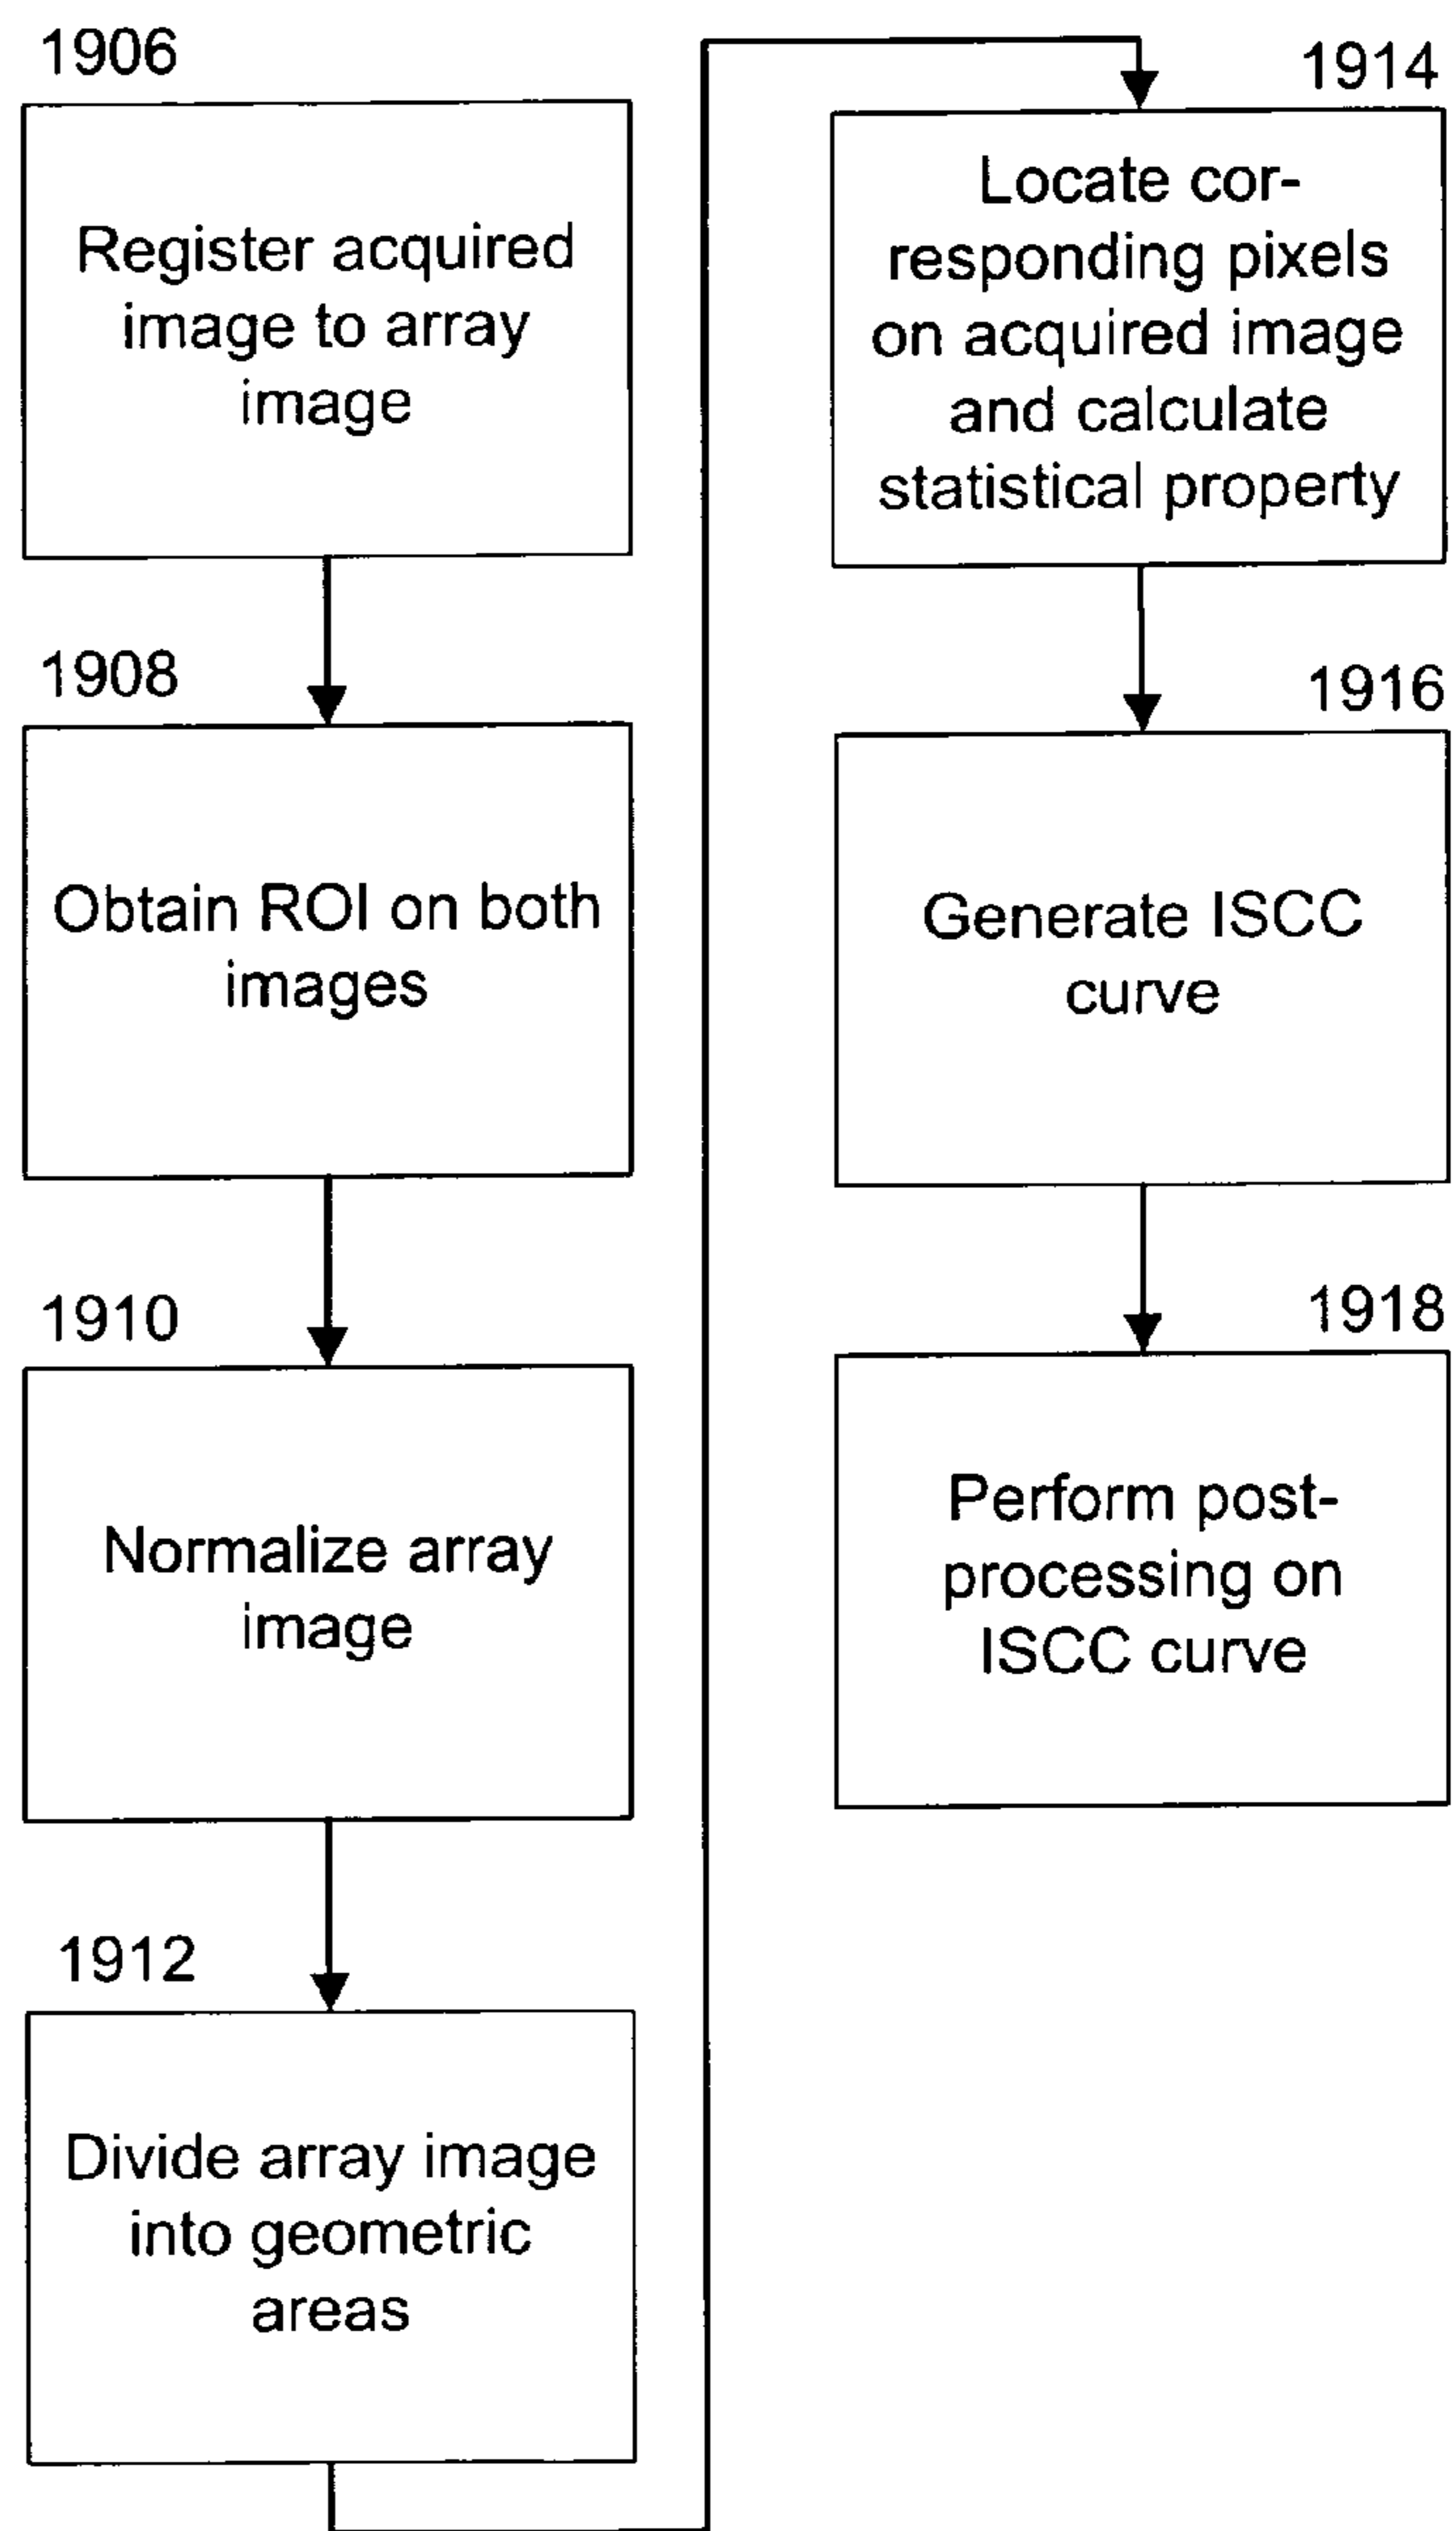 1906
Register acquired
image to array
image
1908
Obtain ROI on both
images
1910
Normalize array
image
1912
Divide array image
into geometric
areas
1914
Locate cor-
responding pixels
on acquired image
and calculate
statistical property
1916
Generate ISCC
curve
1918
Perform post-
processing on
ISCC curve